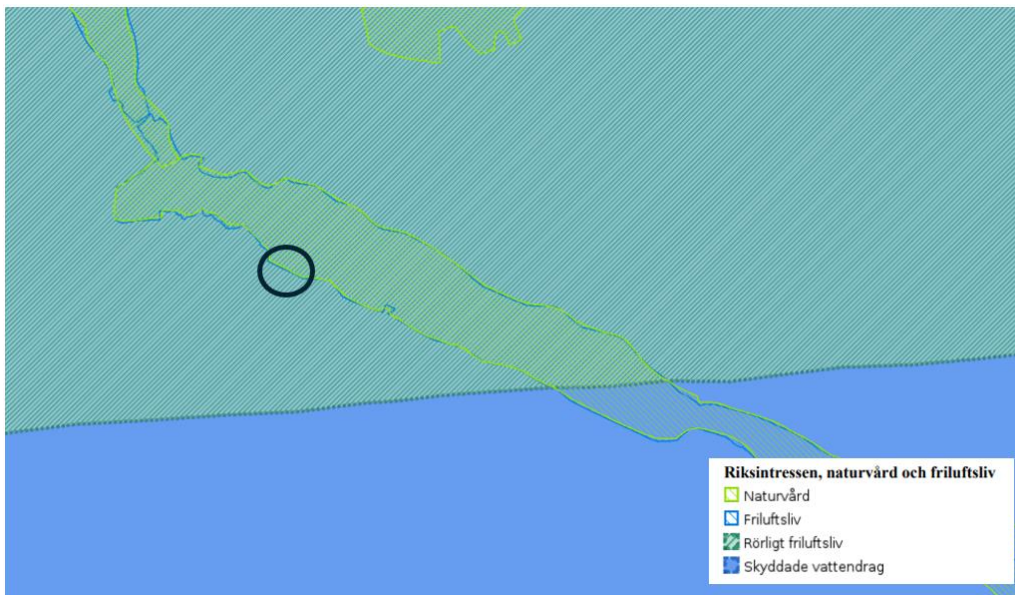 Riksintressen, naturvård och friluftsliv
Naturvård
Friluftsliv
Rörligt friluftsliv
Skyddade vattendrag